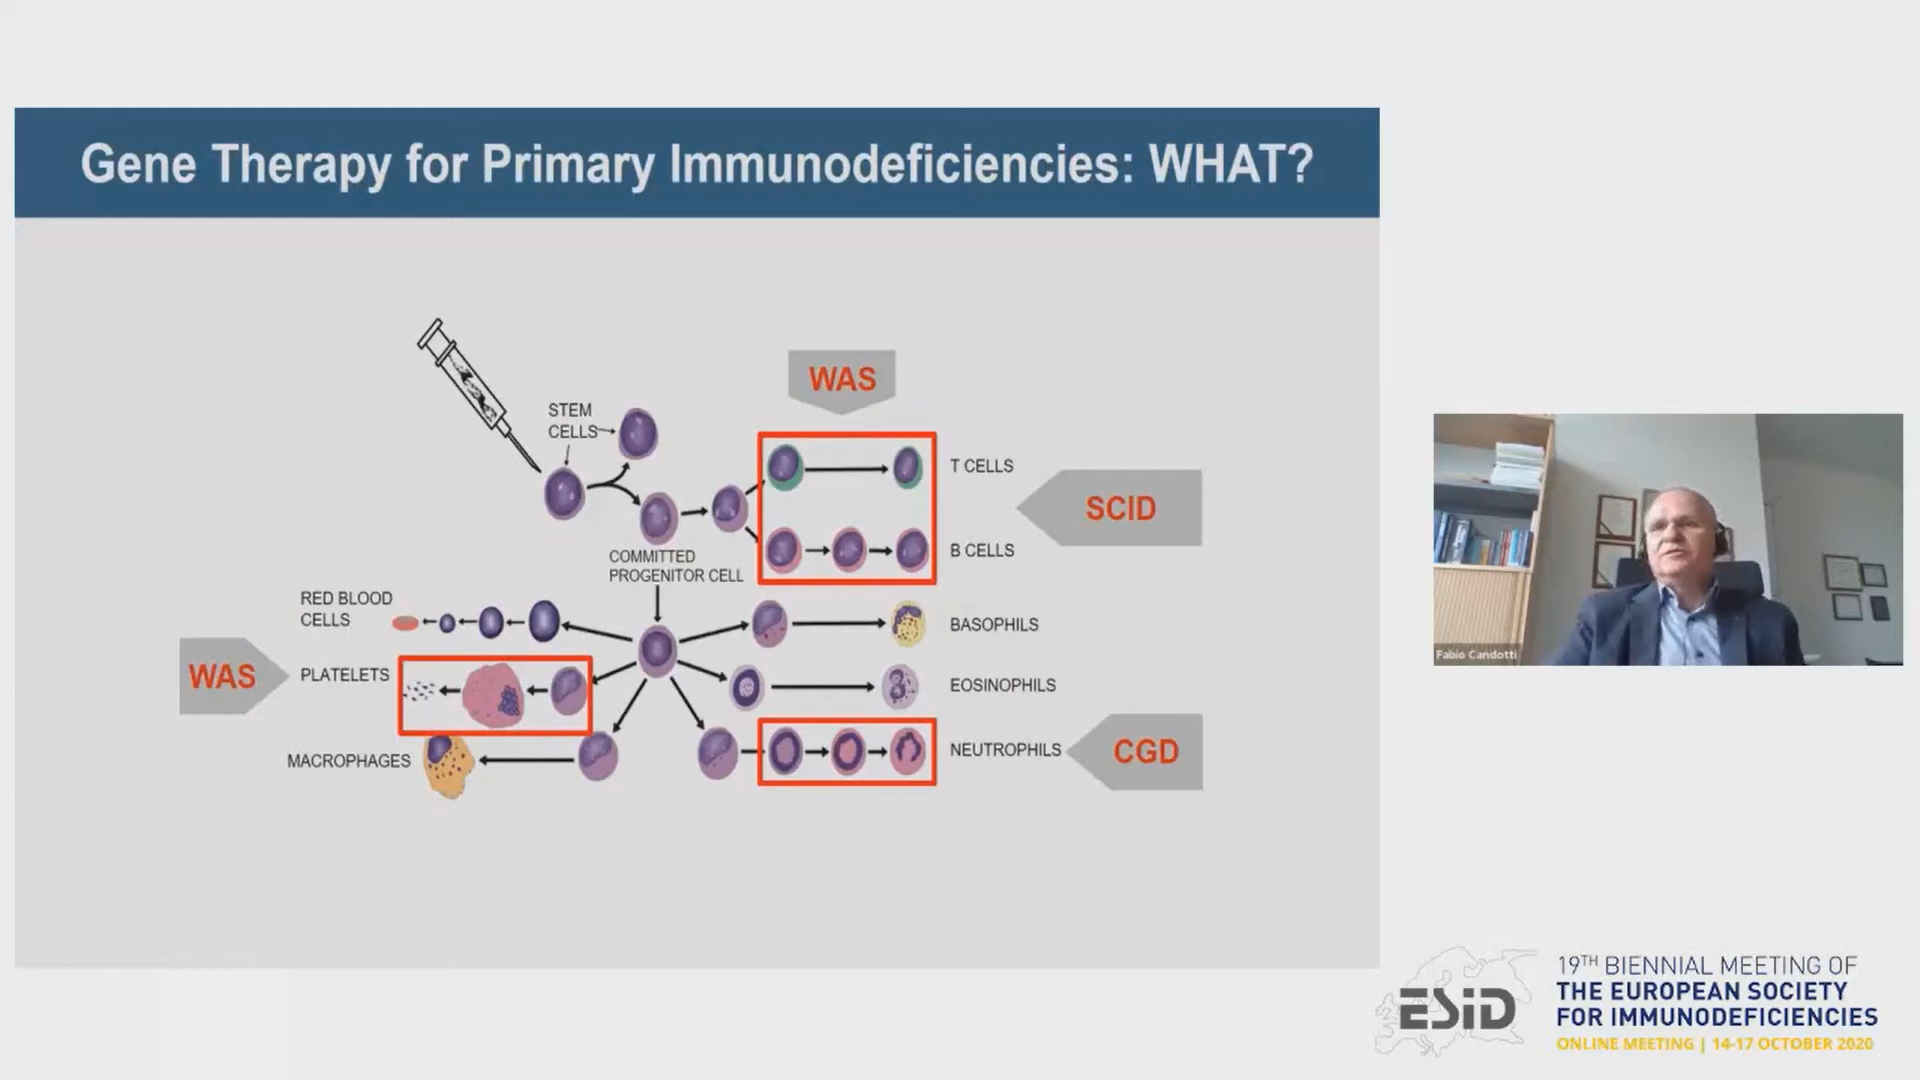 Gene Therapy for Primary Immunodeficiencies: WHAT?
WAS
STEM
CELLS
T CELLS
SCID
B CELLS
COMMITTED
PROGENITOR CELL
RED BLOOD
CELLS
BASOPHILS
WAS
PLATELETS
EOSINOPHILS
MACROPHAGES
NEUTROPHILS
CGD
Fabio Candotti
ESiD
19TH BIENNIAL MEETING OF
THE EUROPEAN SOCIETY
FOR IMMUNODEFICIENCIES
ONLINE MEETING | 14-17 OCTOBER 2020